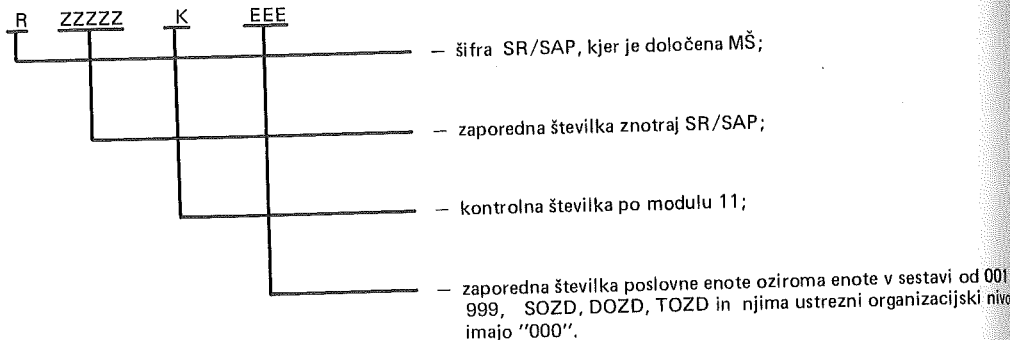 R ZZZZZ K EEE
– šifra SR/SAP, kjer je določena MŠ;
– zaporedna številka znotraj SR/SAP;
– kontrolna številka po modulu 11;
– zaporedna številka poslovne enote oziroma enote v sestavi od 001
999, SOZD, DOZD, TOZD in njima ustrezni organizacijski
imajo "000".